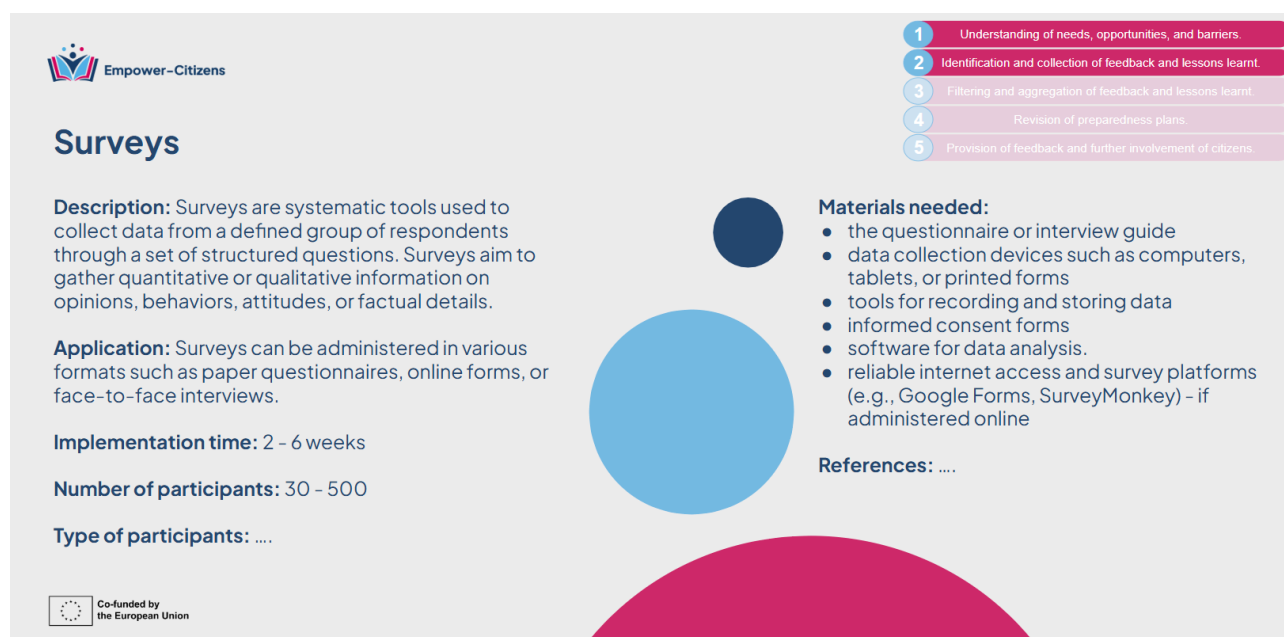 Empower-Citizens
1 Understanding of needs, opportunities, and barriers.
2 Identification and collection of feedback and lessons learnt.
3 Filtering and aggregation of feedback and lessons learnt.
4 Revision of preparedness plans.
5 Provision of feedback and further involvement of citizens.
Surveys
Description: Surveys are systematic tools used to
collect data from a defined group of respondents
through a set of structured questions. Surveys aim to
gather quantitative or qualitative information on
opinions, behaviors, attitudes, or factual details.
Application: Surveys can be administered in various
formats such as paper questionnaires, online forms, or
face-to-face interviews.
Implementation time: 2 - 6 weeks
Number of participants: 30 - 500
Type of participants: ....
Materials needed:
● the questionnaire or interview guide
● data collection devices such as computers,
tablets, or printed forms
● tools for recording and storing data
● informed consent forms
● software for data analysis.
● reliable internet access and survey platforms
(e.g., Google Forms, SurveyMonkey) - if
administered online
References: ....
Co-funded by
the European Union